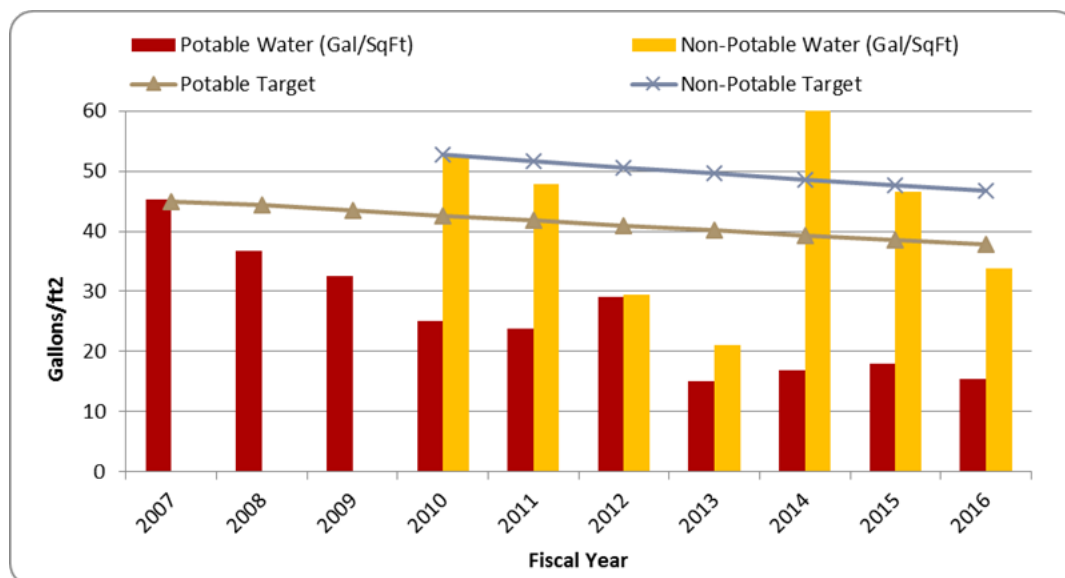 Potable Water (Gal/SqFt) Non-Potable Water (Gal/SqFt)
Potable Target Non-Potable Target
60
50
40
30
20
10
0
Gallons/ft2
2007 2008 2009 2010 2011 2012 2013 2014 2015 2016
Fiscal Year